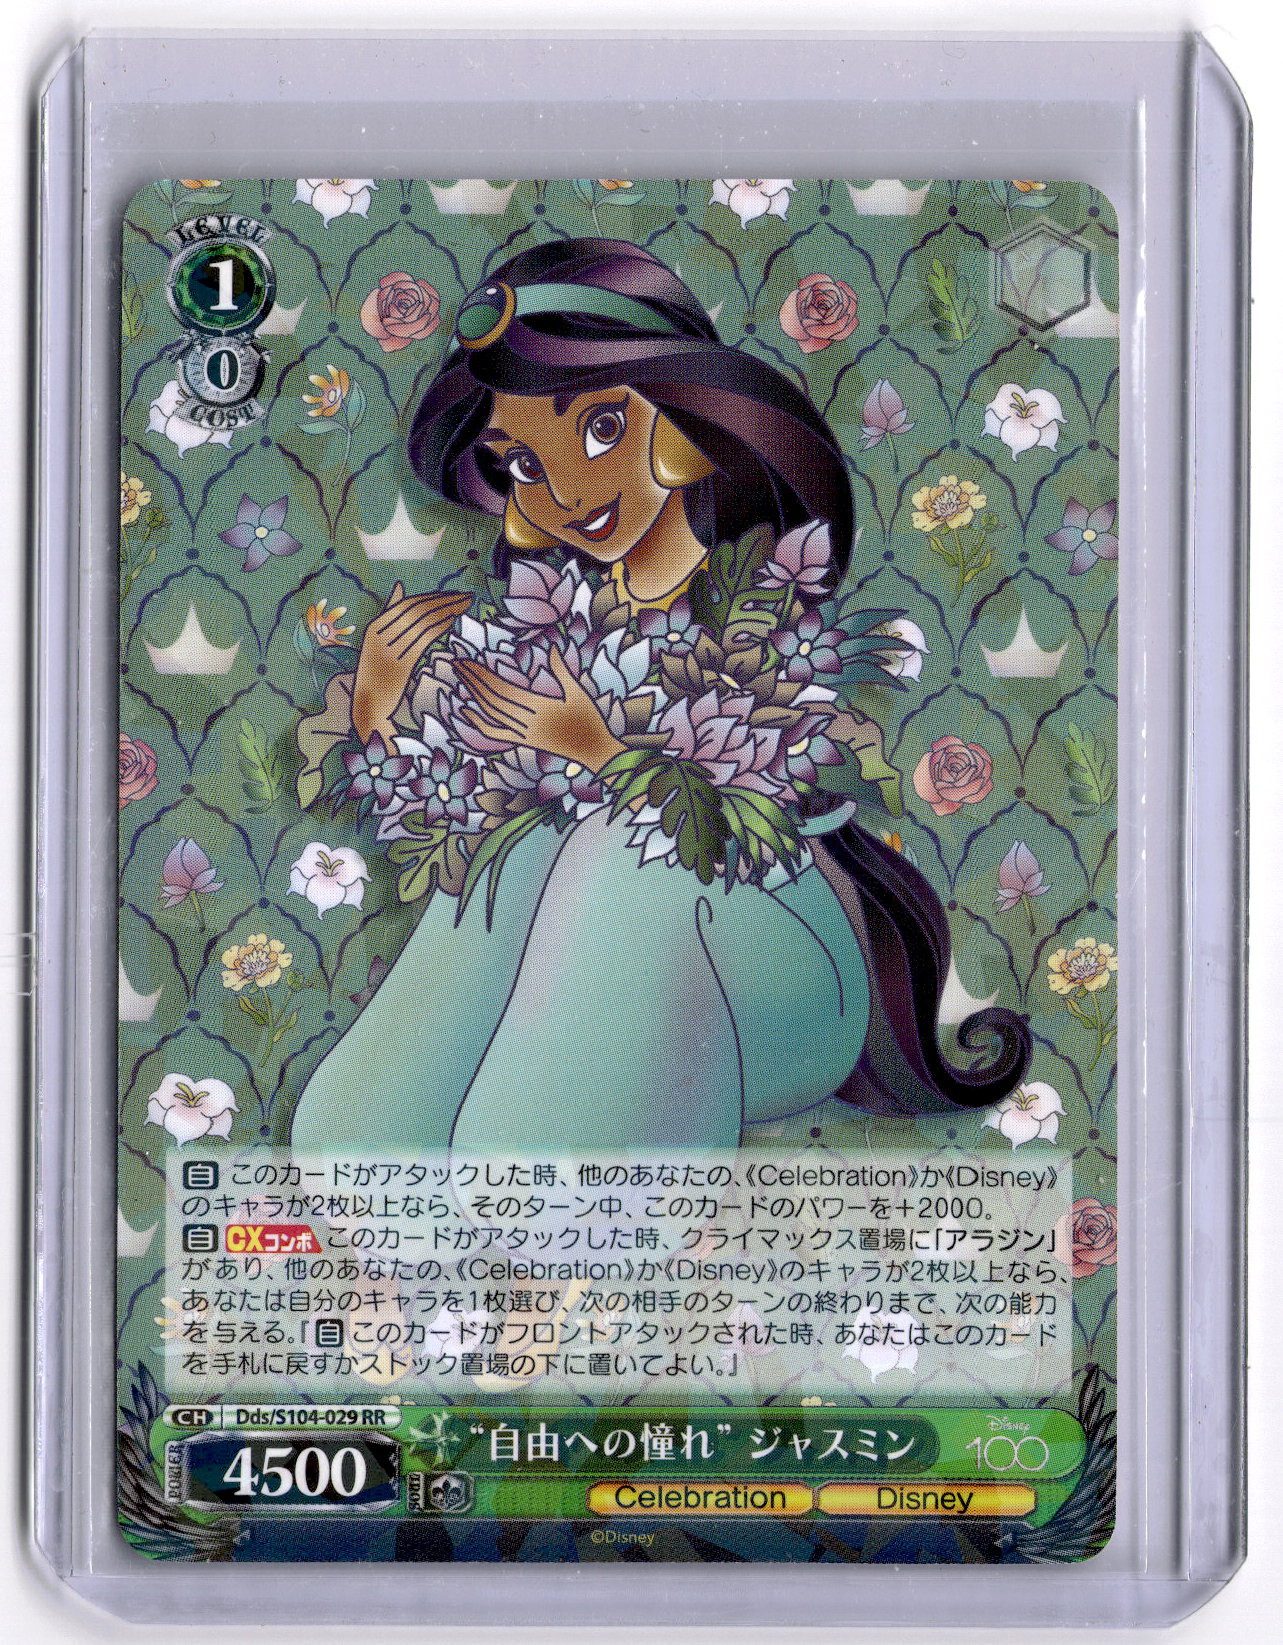 LEVEL
1
0
COST
自 このカードがアタックした時、他のあなたの、《Celebration》か《Disney》
のキャラが2枚以上なら、そのターン中、このカードのパワーを＋2000。
自 CXコンボ このカードがアタックした時、クライマックス置場に「アラジン」
があり、他のあなたの、《Celebration》か《Disney》のキャラが2枚以上なら、
あなたは自分のキャラを1枚選び、次の相手のターンの終わりまで、次の能力
を与える。『自 このカードがフロントアタックされた時、あなたはこのカード
を手札に戻すかストック置場の下に置いてよい。』
CH Dds/S104-029 RR
POWER 4500 SOUL
“自由への憧れ” ジャスミン
Disney 100
Celebration Disney
©Disney